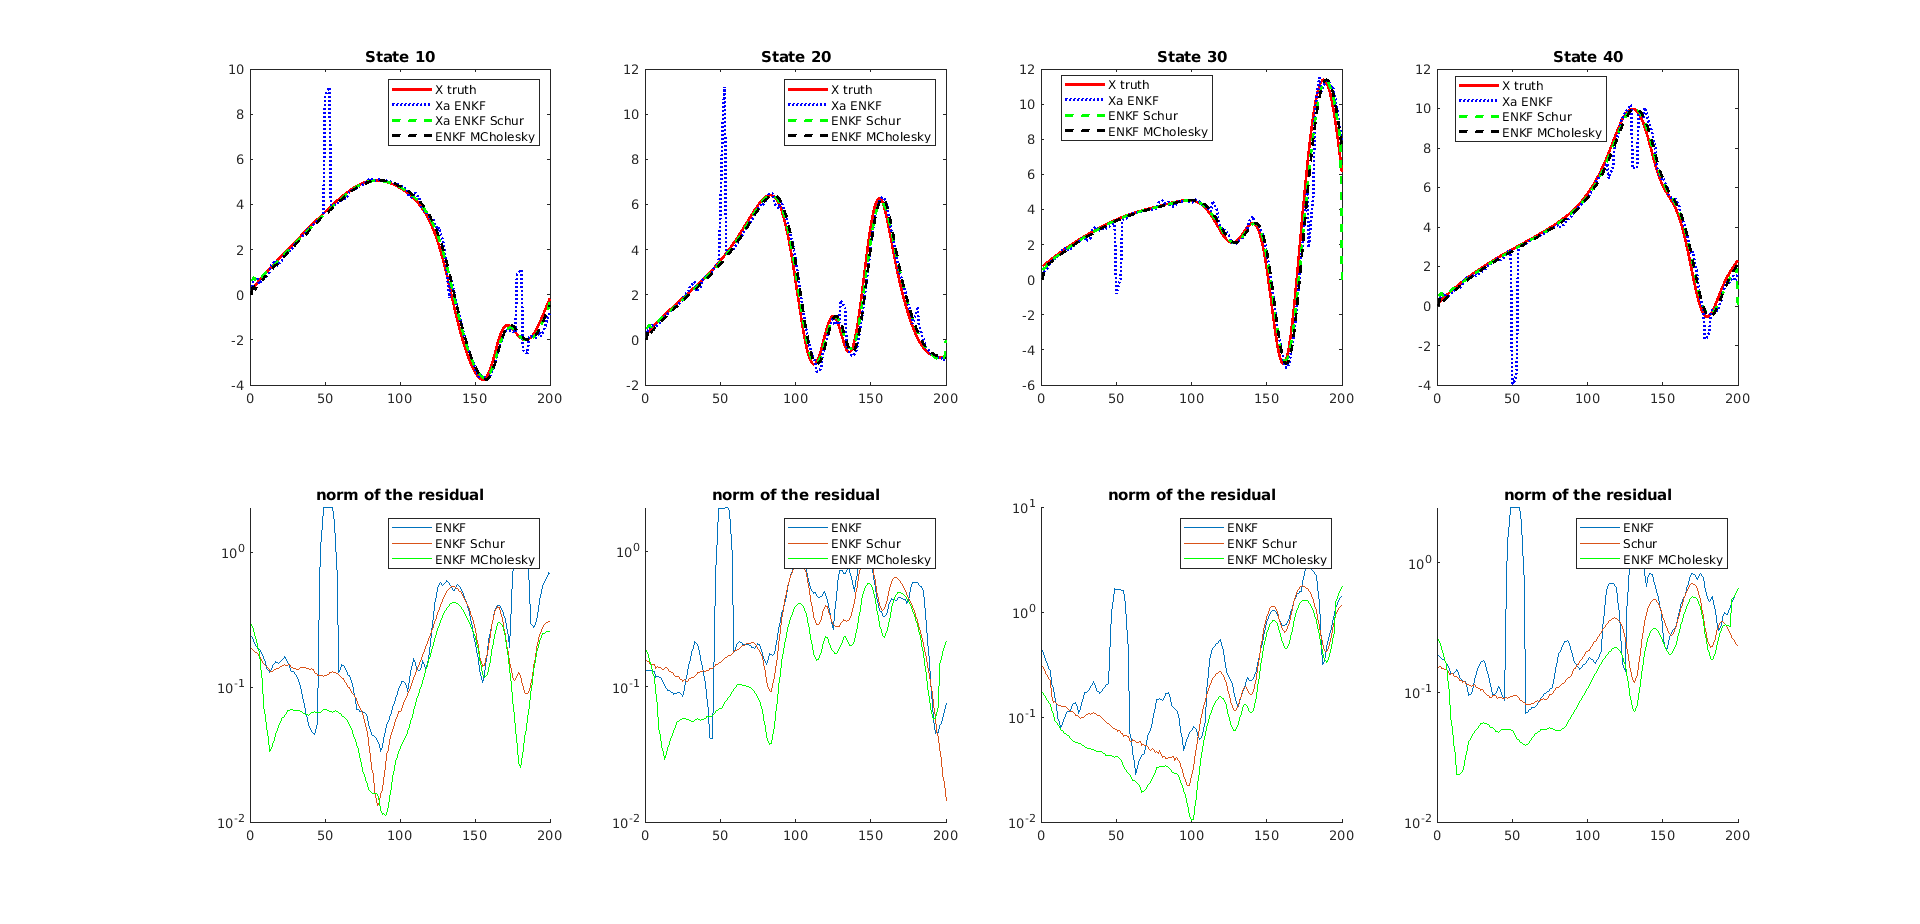 State 10
10
8
6
4
2
0
-2
-4
0 50 100 150 200
X truth
Xa ENKF
Xa ENKF Schur
ENKF MCholesky
State 20
12
10
8
6
4
2
0
-2
0 50 100 150 200
X truth
Xa ENKF
ENKF Schur
ENKF MCholesky
State 30
12
10
8
6
4
2
0
-2
-4
-6
0 50 100 150 200
X truth
Xa ENKF
ENKF Schur
ENKF MCholesky
State 40
12
10
8
6
4
2
0
-2
-4
0 50 100 150 200
X truth
Xa ENKF
ENKF Schur
ENKF MCholesky
norm of the residual
10^0
10^-1
10^-2
0 50 100 150 200
ENKF
ENKF Schur
ENKF MCholesky
norm of the residual
10^0
10^-1
10^-2
0 50 100 150 200
ENKF
ENKF Schur
ENKF MCholesky
norm of the residual
10^1
10^0
10^-1
10^-2
0 50 100 150 200
ENKF
ENKF Schur
ENKF MCholesky
norm of the residual
10^0
10^-1
10^-2
0 50 100 150 200
ENKF
Schur
ENKF MCholesky